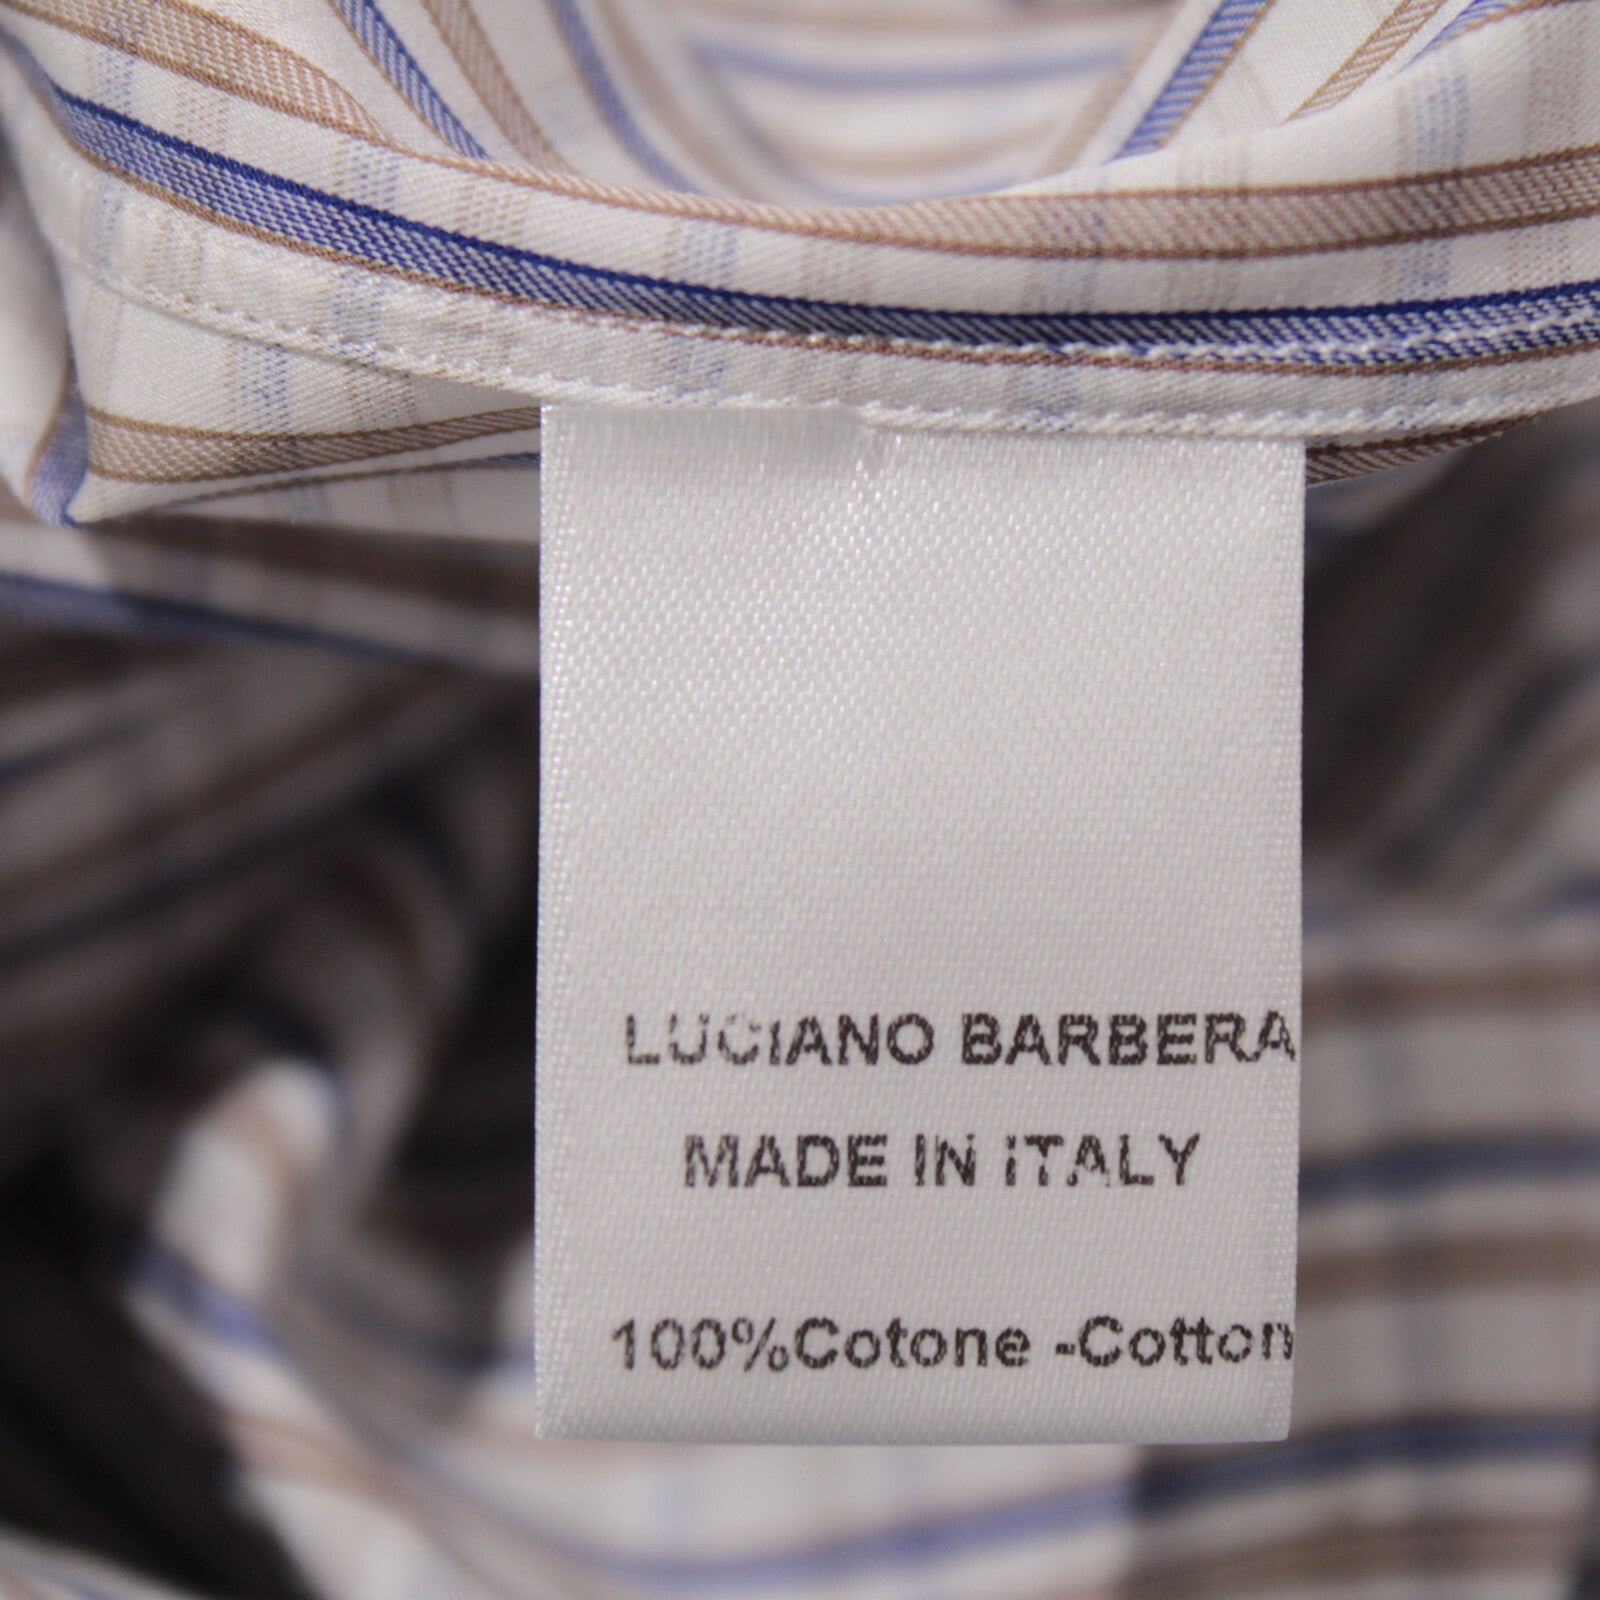 LUCIANO BARBERA
MADE IN ITALY
100%Cotone -Cotton